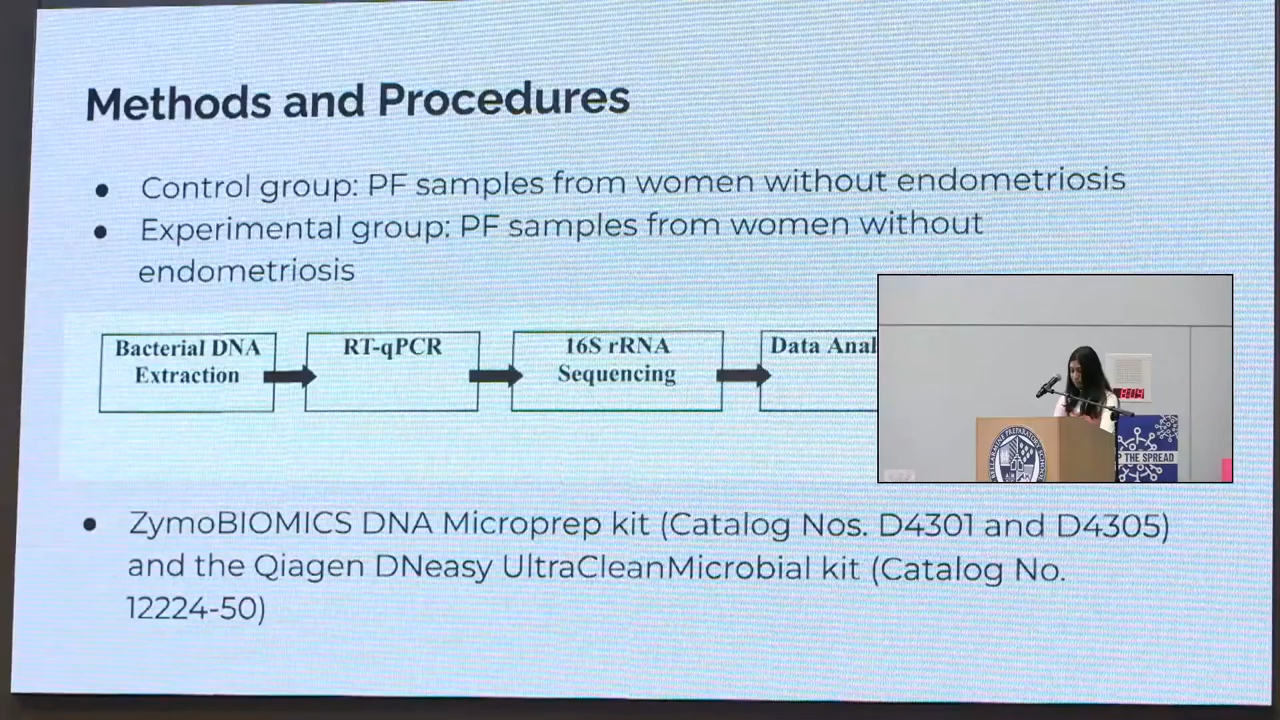 Methods and Procedures
● Control group: PF samples from women without endometriosis
● Experimental group: PF samples from women without
endometriosis
Bacterial DNA
Extraction
RT-qPCR
16S rRNA
Sequencing
Data Anal
8:09
THE SPREAD
● ZymoBIOMICS DNA Microprep kit (Catalog Nos. D4301 and D4305)
and the Qiagen DNeasy UltraCleanMicrobial kit (Catalog No.
12224-50)